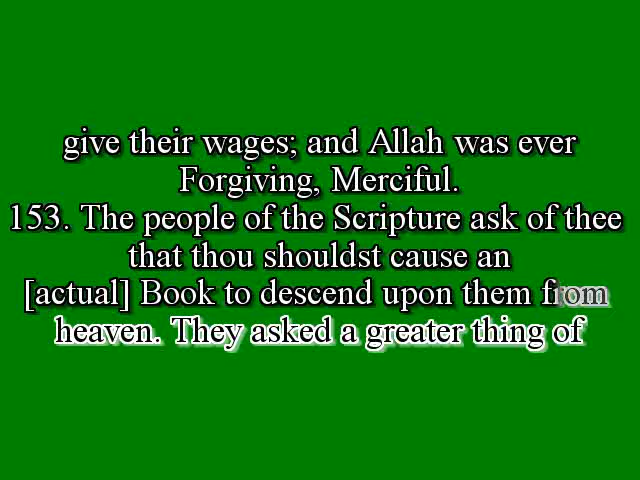 give their wages; and Allah was ever
Forgiving, Merciful.
153. The people of the Scripture ask of thee
that thou shouldst cause an
[actual] Book to descend upon them from
heaven. They asked a greater thing of